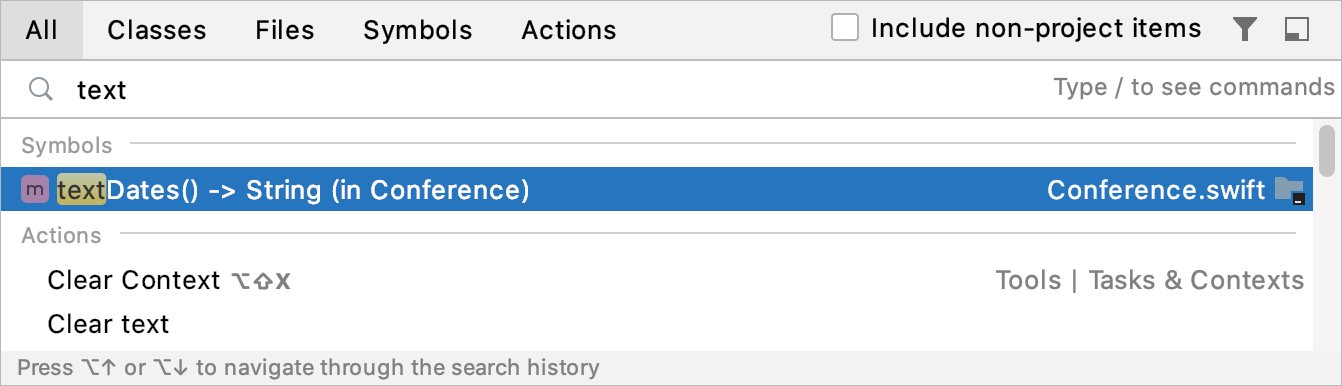 All Classes Files Symbols Actions Include non-project items
text Type / to see commands
Symbols
m textDates() -> String (in Conference) Conference.swift
Actions
Clear Context ⌥⇧X Tools | Tasks & Contexts
Clear text
Press ⌥↑ or ⌥↓ to navigate through the search history